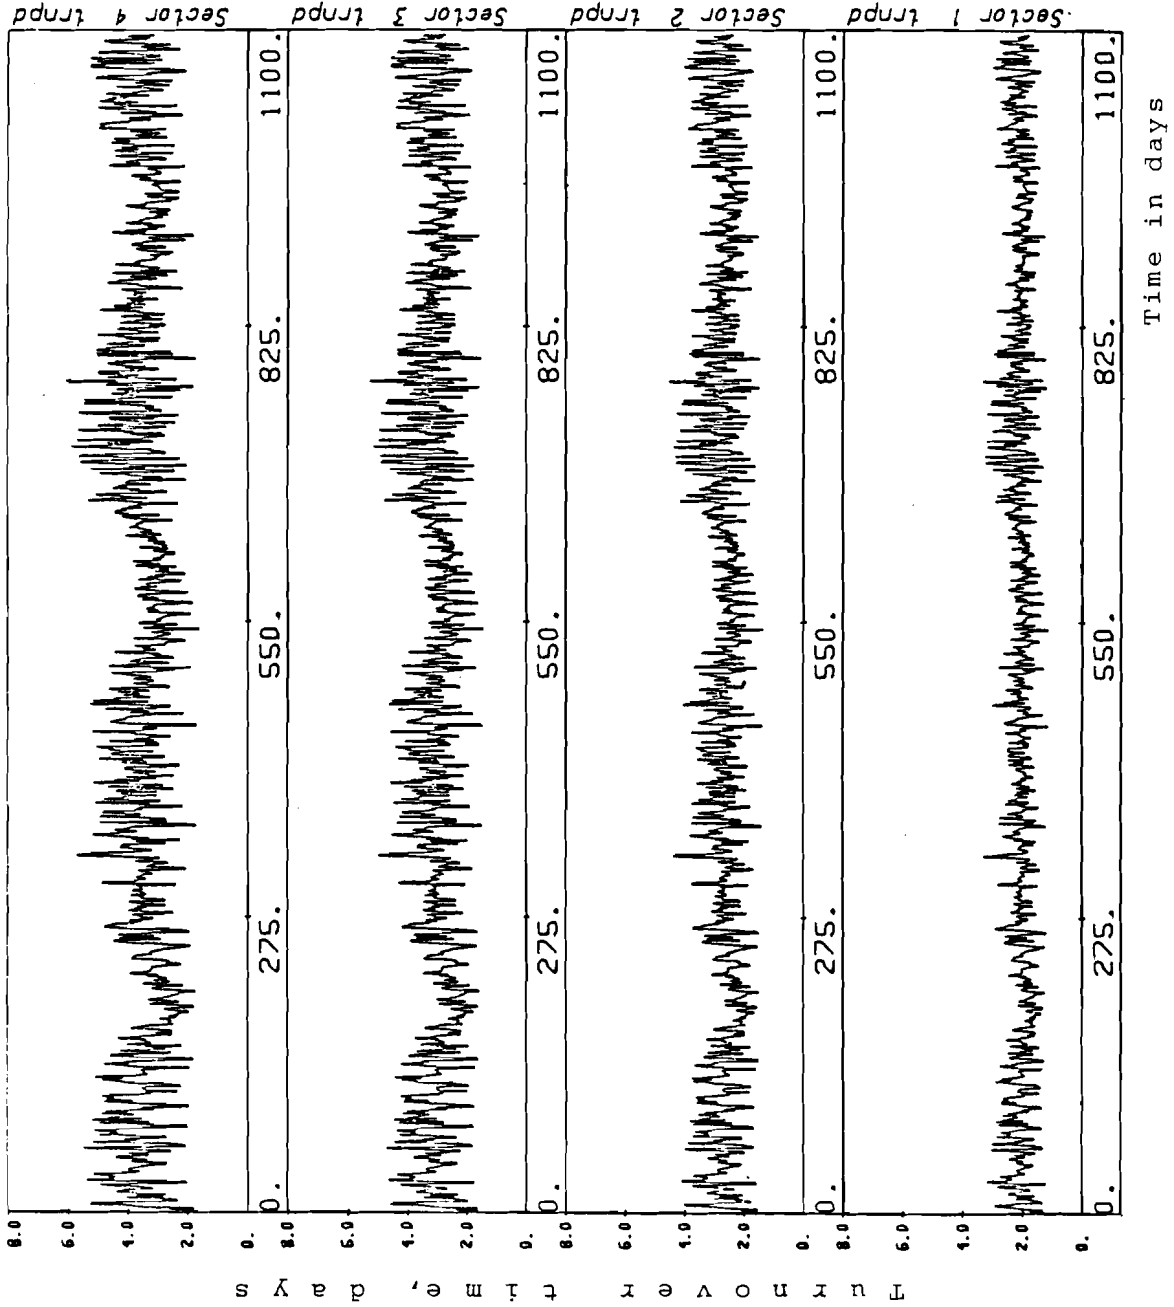 Turnover time, days
8.0
6.0
4.0
2.0
0.
0. 275. 550. 825. 1100.
Sector 4 trnpd
8.0
6.0
4.0
2.0
0.
0. 275. 550. 825. 1100.
Sector 3 trnpd
8.0
6.0
4.0
2.0
0.
0. 275. 550. 825. 1100.
Sector 2 trnpd
8.0
6.0
4.0
2.0
0.
0. 275. 550. 825. 1100.
Sector 1 trnpd
Time in days